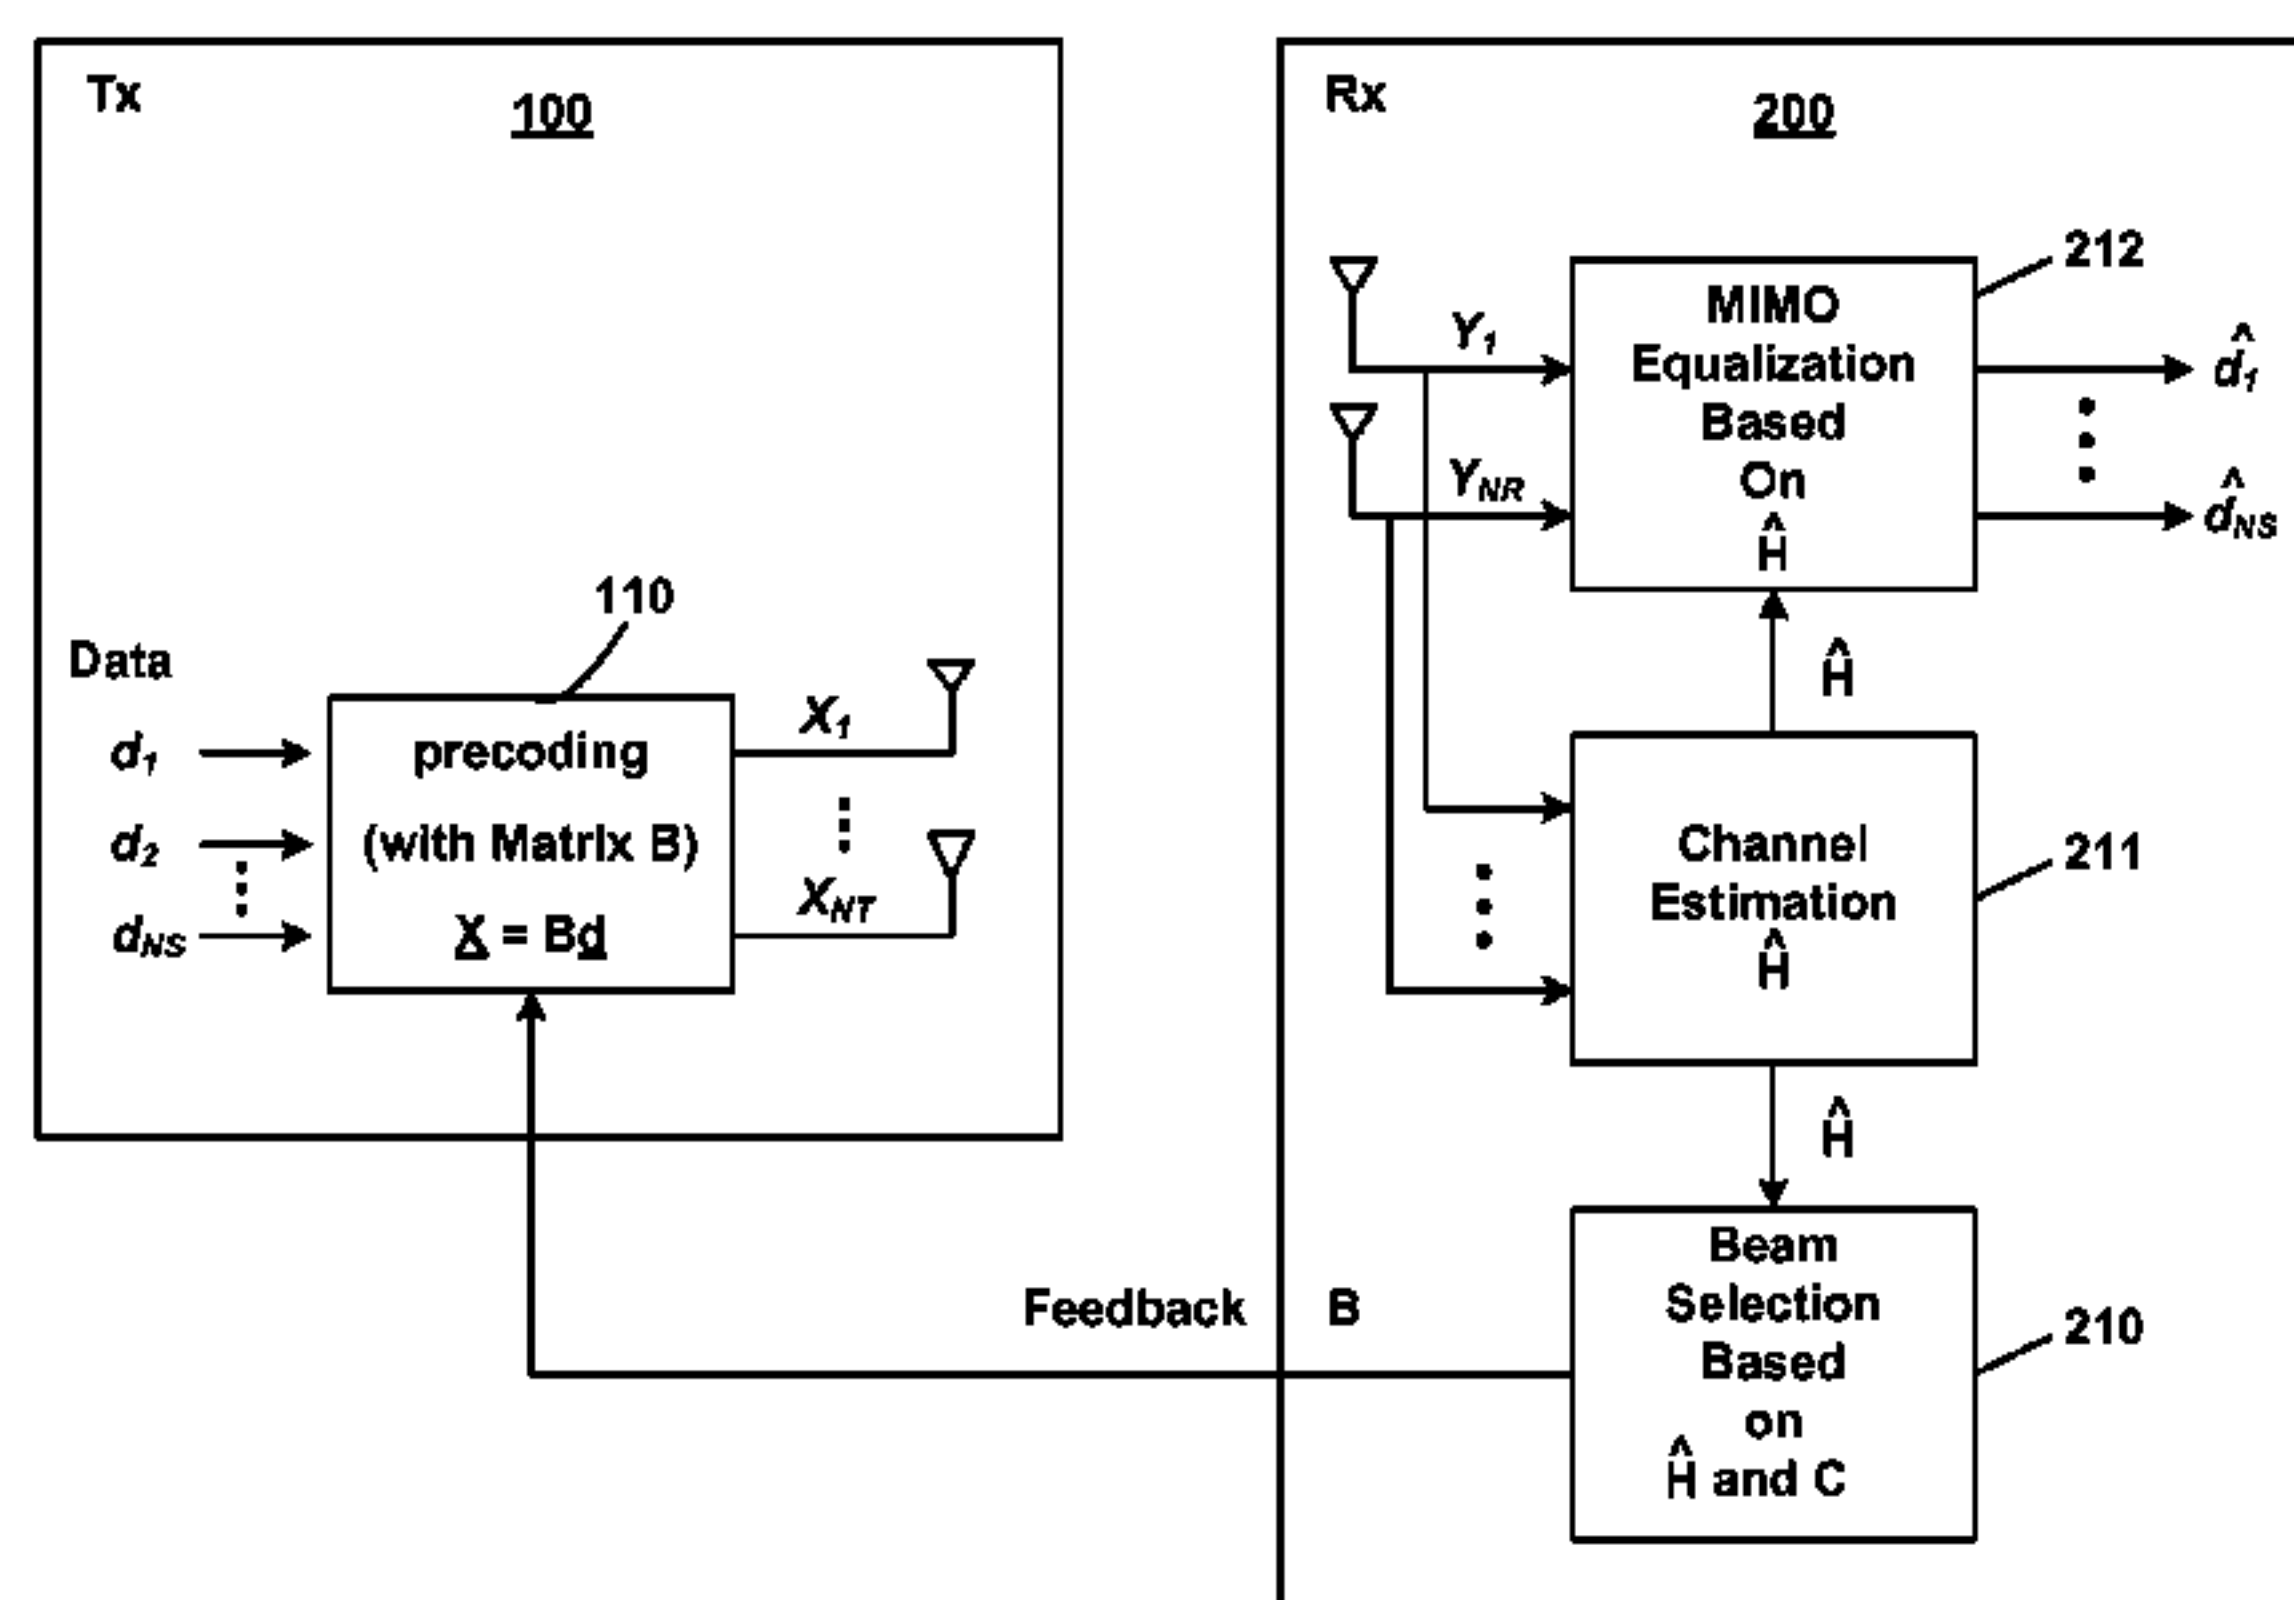 Tx
100
110
Data
d1
d2
dNS
precoding
(with Matrix B)
X = Bd
X1
XNT
Feedback
Rx
200
Y1
YNR
MIMO
Equalization
Based
On
Ĥ
212
d̂1
d̂NS
Ĥ
Channel
Estimation
Ĥ
211
Ĥ
B
Beam
Selection
Based
on
Ĥ and C
210